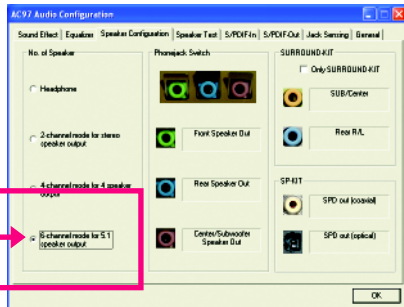 AC97 Audio Configuration
Sound Effect
Equalizer
Speaker Configuration
Speaker Test
S/PDIF-In
S/PDIF-Out
Jack Sensing
General
No. of Speaker
Headphone
2-channel mode for stereo
speaker output
4-channel mode for 4 speaker
output
6-channel mode for 5.1
speaker output
Phonejack Switch
Front Speaker Out
Rear Speaker Out
Center/Subwoofer
Speaker Out
SURROUND-KIT
Only SURROUND-KIT
SUB/Center
Rear R/L
SP-KIT
SPD out (coaxial)
SPD out (optical)
OK